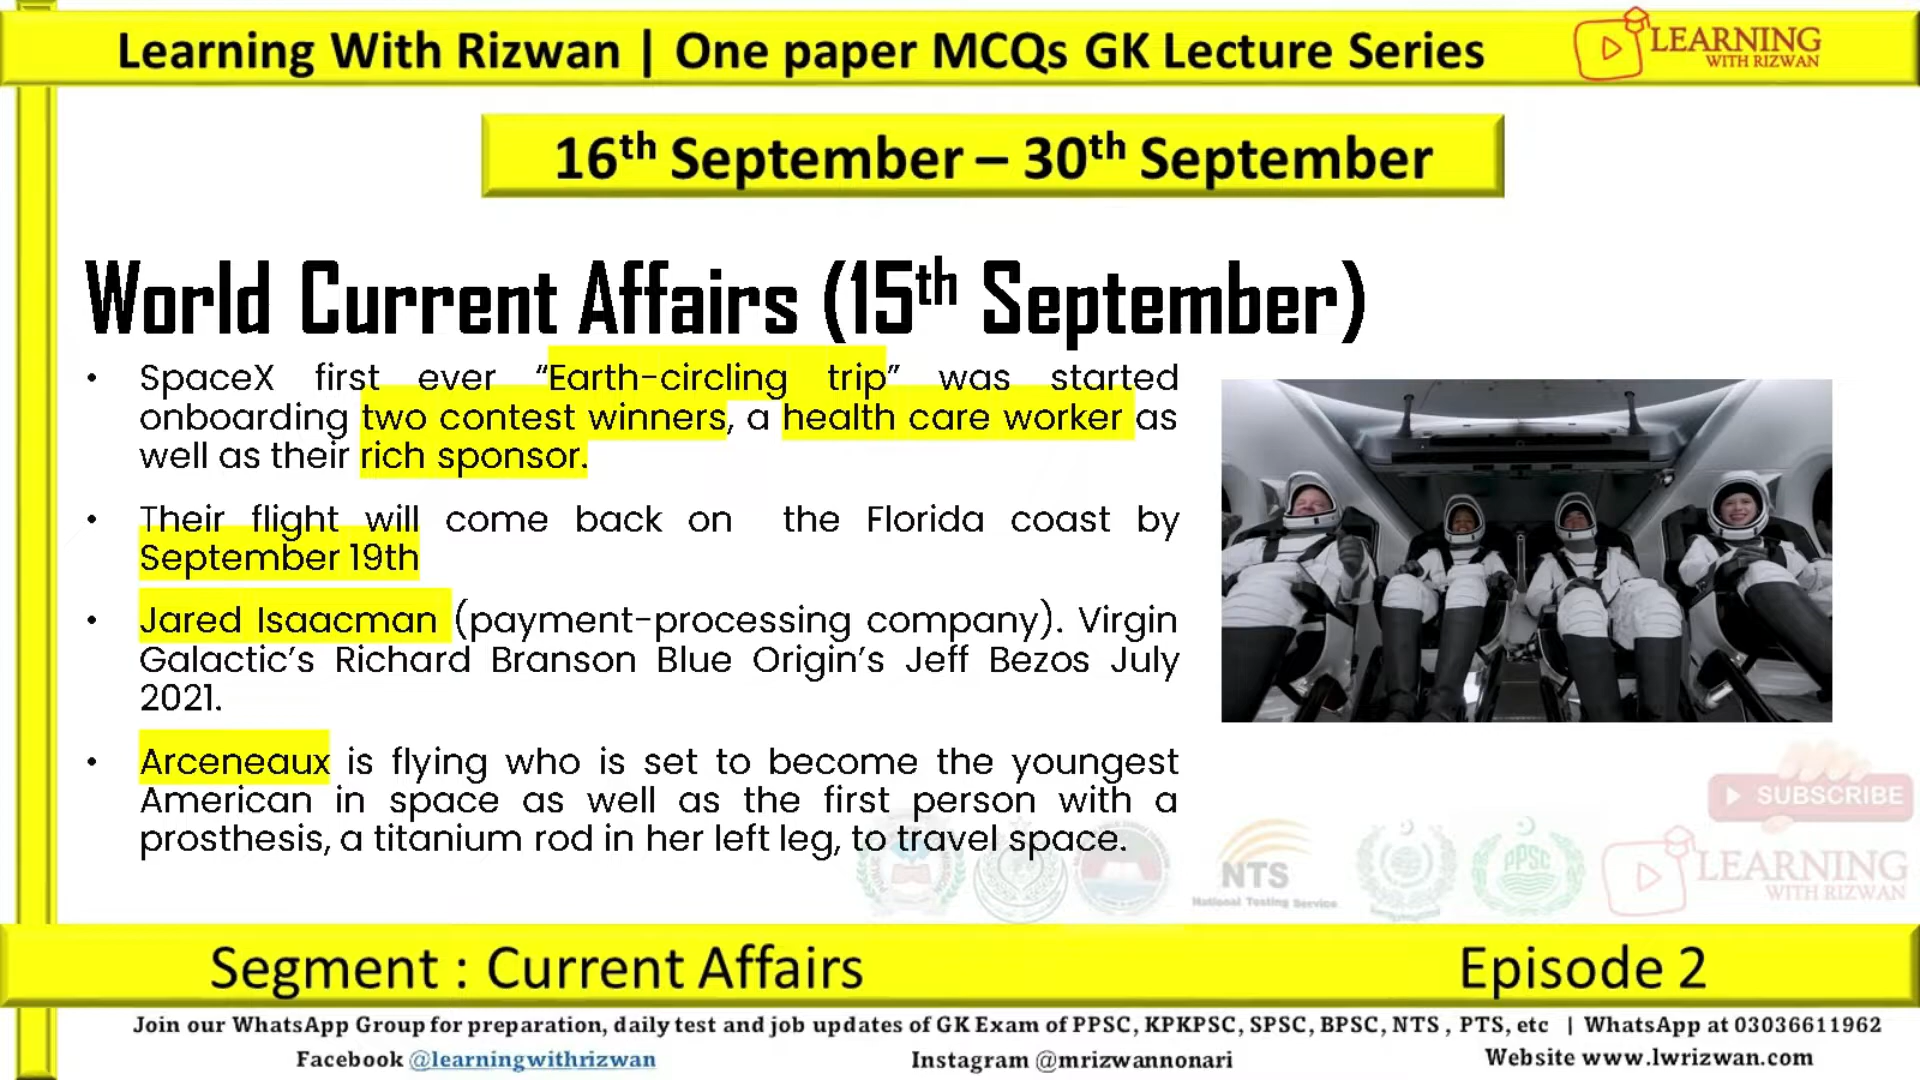 Learning With Rizwan | One paper MCQs GK Lecture Series
LEARNING
WITH RIZWAN
16th September – 30th September
World Current Affairs (15th September)
• SpaceX first ever “Earth-circling trip” was started
onboarding two contest winners, a health care worker as
well as their rich sponsor.
• Their flight will come back on the Florida coast by
September 19th
• Jared Isaacman (payment-processing company). Virgin
Galactic’s Richard Branson Blue Origin’s Jeff Bezos July
2021.
• Arceneaux is flying who is set to become the youngest
American in space as well as the first person with a
prosthesis, a titanium rod in her left leg, to travel space.
SUBSCRIBE
NTS
National Testing Service
PPSC
LEARNING
WITH RIZWAN
Segment : Current Affairs
Episode 2
Join our WhatsApp Group for preparation, daily test and job updates of GK Exam of PPSC, KPKPSC, SPSC, BPSC, NTS , PTS, etc | WhatsApp at 03036611962
Facebook @learningwithrizwan
Instagram @mrizwannonari
Website www.lwrizwan.com